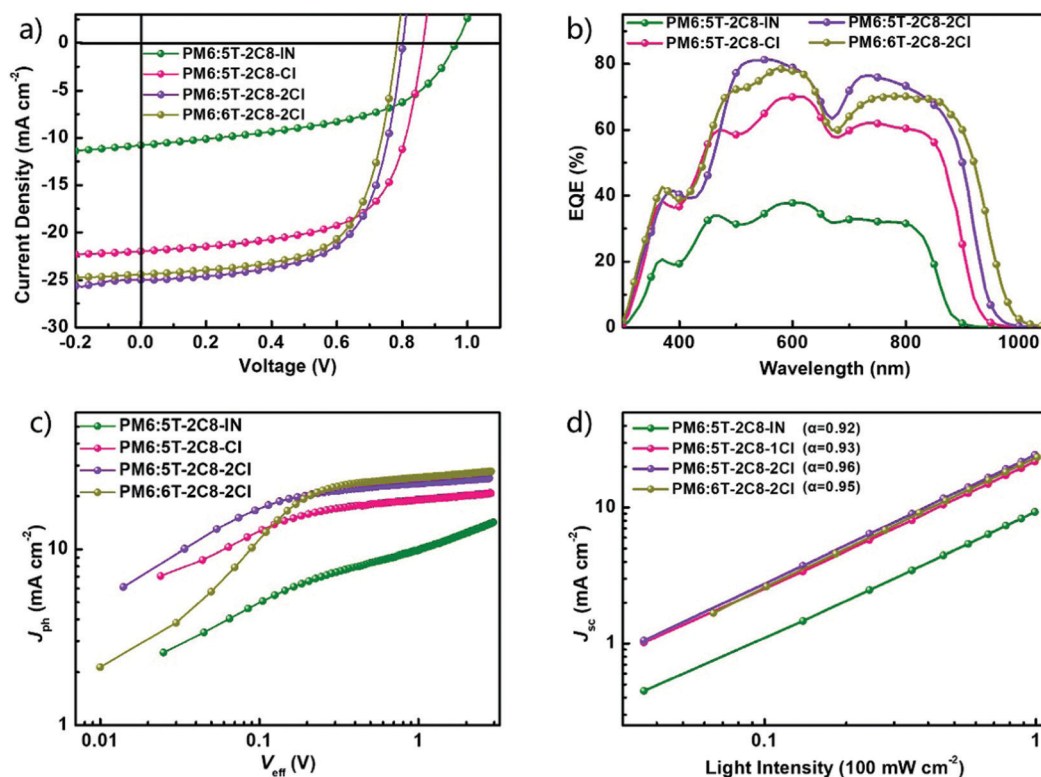 a)
PM6:5T-2C8-IN
PM6:5T-2C8-Cl
PM6:5T-2C8-2Cl
PM6:6T-2C8-2Cl
Current Density (mA cm⁻²)
0
-5
-10
-15
-20
-25
-30
-0.2 0.0 0.2 0.4 0.6 0.8 1.0
Voltage (V)
b)
PM6:5T-2C8-IN PM6:5T-2C8-2Cl
PM6:5T-2C8-Cl PM6:6T-2C8-2Cl
EQE (%)
80
60
40
20
0
400 600 800 1000
Wavelength (nm)
c)
PM6:5T-2C8-IN
PM6:5T-2C8-Cl
PM6:5T-2C8-2Cl
PM6:6T-2C8-2Cl
Jph (mA cm⁻²)
10
1
0.01 0.1 1
Veff (V)
d)
PM6:5T-2C8-IN (α=0.92)
PM6:5T-2C8-1Cl (α=0.93)
PM6:5T-2C8-2Cl (α=0.96)
PM6:6T-2C8-2Cl (α=0.95)
Jsc (mA cm⁻²)
10
1
0.1 1
Light Intensity (100 mW cm⁻²)